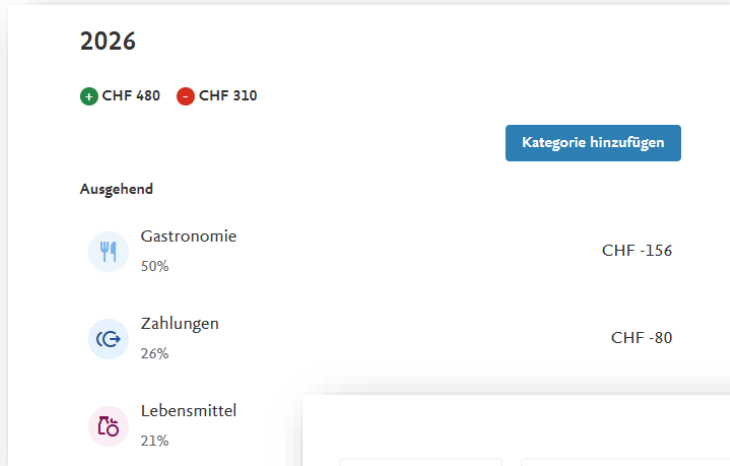 2026
+ CHF 480 - CHF 310
Kategorie hinzufügen
Ausgehend
Gastronomie
CHF -156
50%
Zahlungen
CHF -80
26%
Lebensmittel
21%